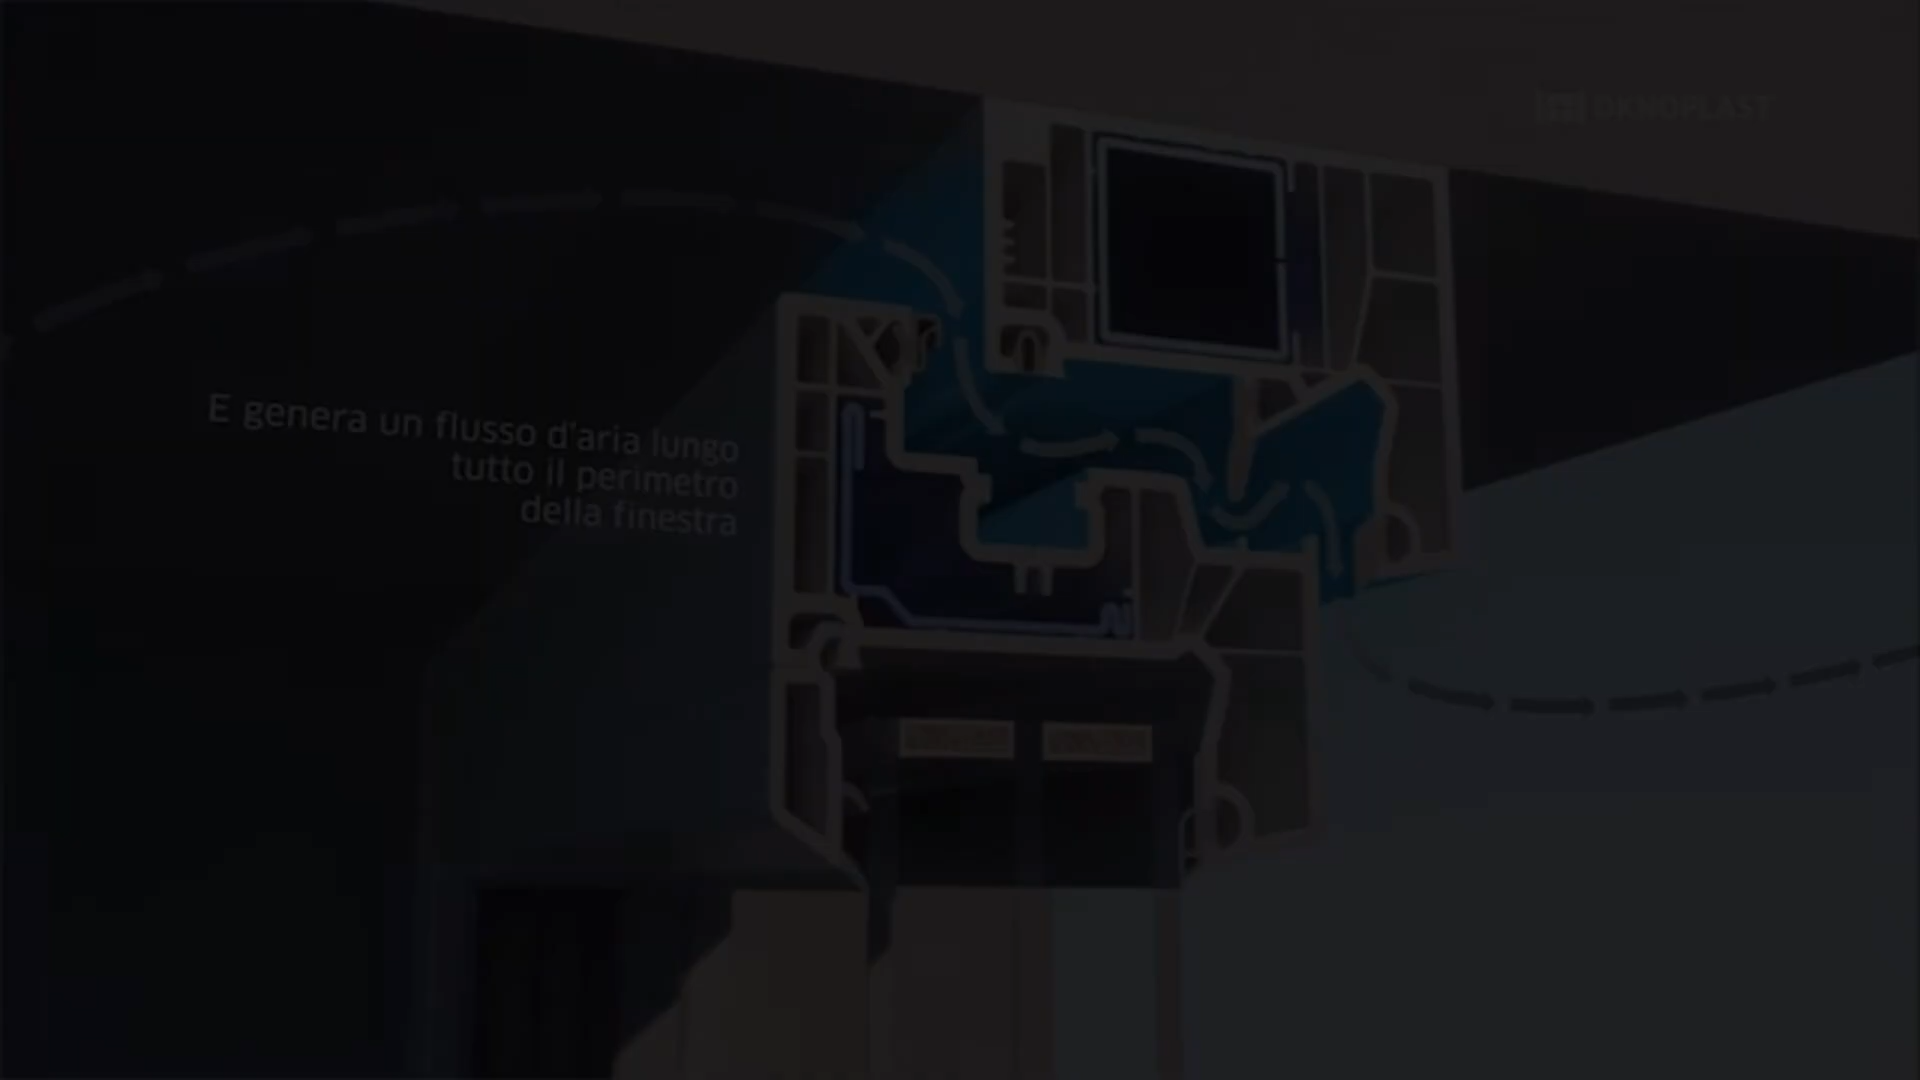 OKNOPLAST
E genera un flusso d'aria lungo
tutto il perimetro
della finestra